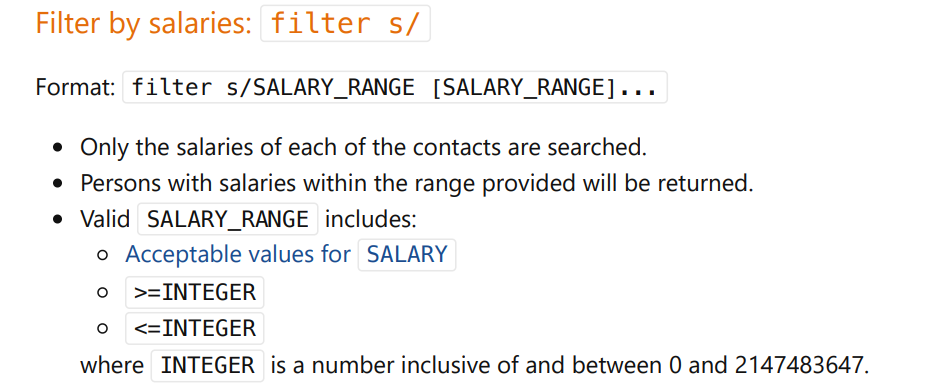 Filter by salaries: filter s/
Format: filter s/SALARY_RANGE [SALARY_RANGE]...
Only the salaries of each of the contacts are searched.
Persons with salaries within the range provided will be returned.
Valid SALARY_RANGE includes:
Acceptable values for SALARY
>=INTEGER
<=INTEGER
where INTEGER is a number inclusive of and between 0 and 2147483647.